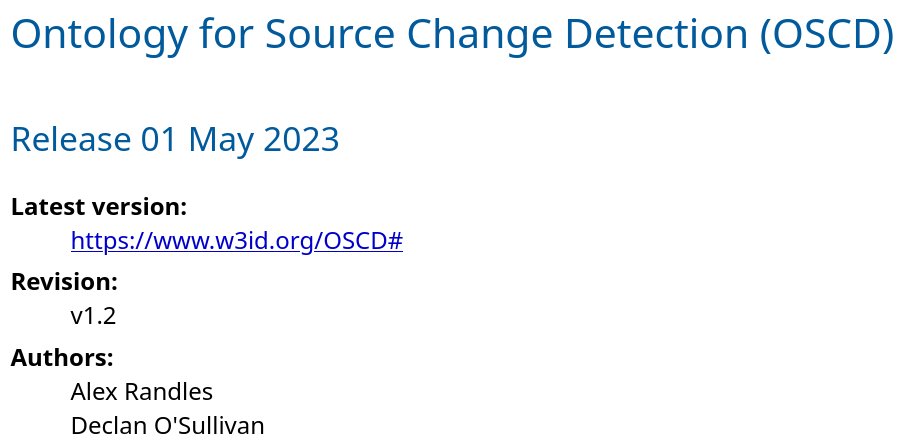 Ontology for Source Change Detection (OSCD)
Release 01 May 2023
Latest version:
https://www.w3id.org/OSCD#
Revision:
v1.2
Authors:
Alex Randles
Declan O'Sullivan